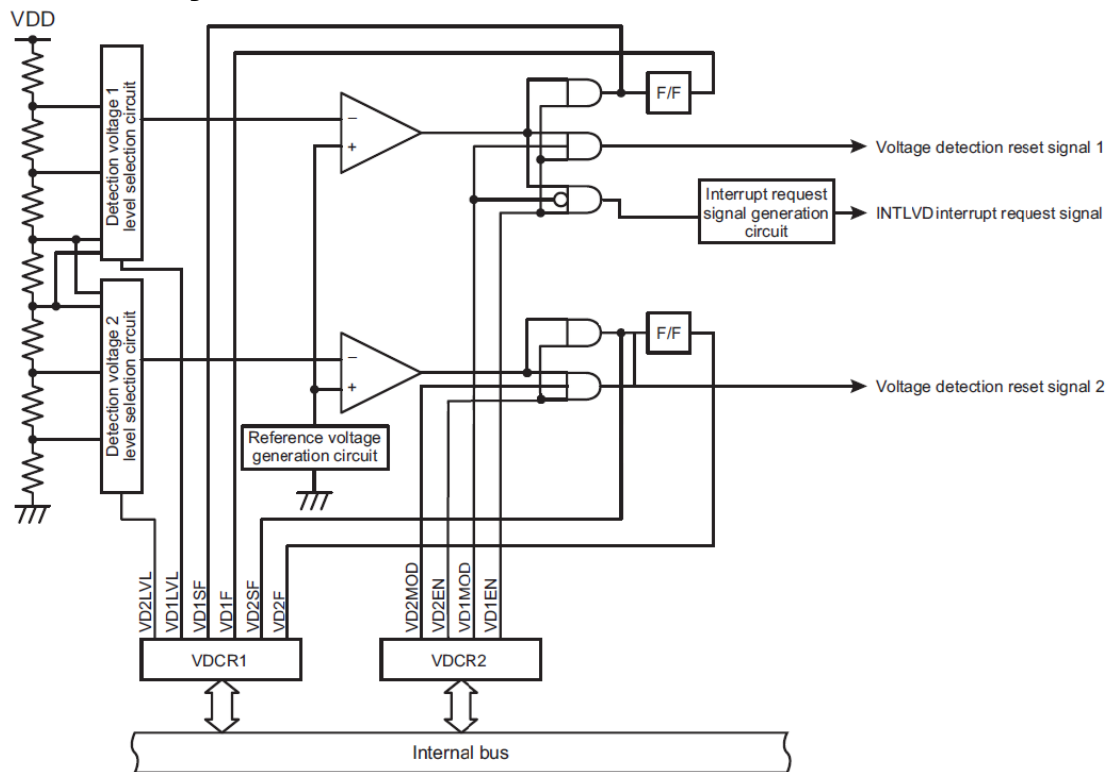 VDD
Detection voltage 1
level selection circuit
Detection voltage 2
level selection circuit
−
+
−
+
Reference voltage
generation circuit
F/F
Voltage detection reset signal 1
Interrupt request
signal generation
circuit
INTLVD interrupt request signal
F/F
Voltage detection reset signal 2
VD2LVL
VD1LVL
VD1SF
VD1F
VD2SF
VD2F
VD2MOD
VD2EN
VD1MOD
VD1EN
VDCR1
VDCR2
Internal bus